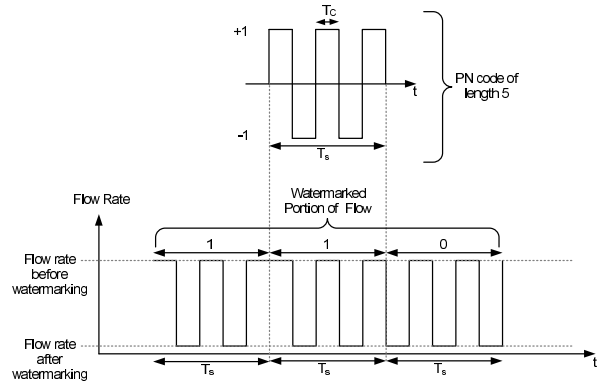 T_C
+1
t
-1
T_s
PN code of
length 5
Watermarked
Portion of Flow
Flow Rate
1 1 0
Flow rate
before
watermarking
Flow rate
after
watermarking
T_s T_s T_s
t